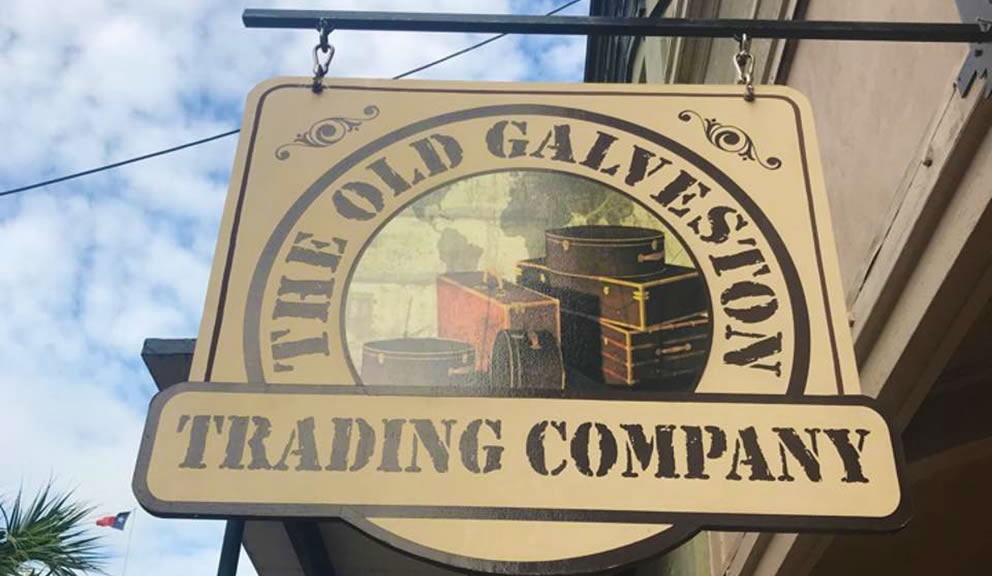 THE OLD GALVESTON
TRADING COMPANY